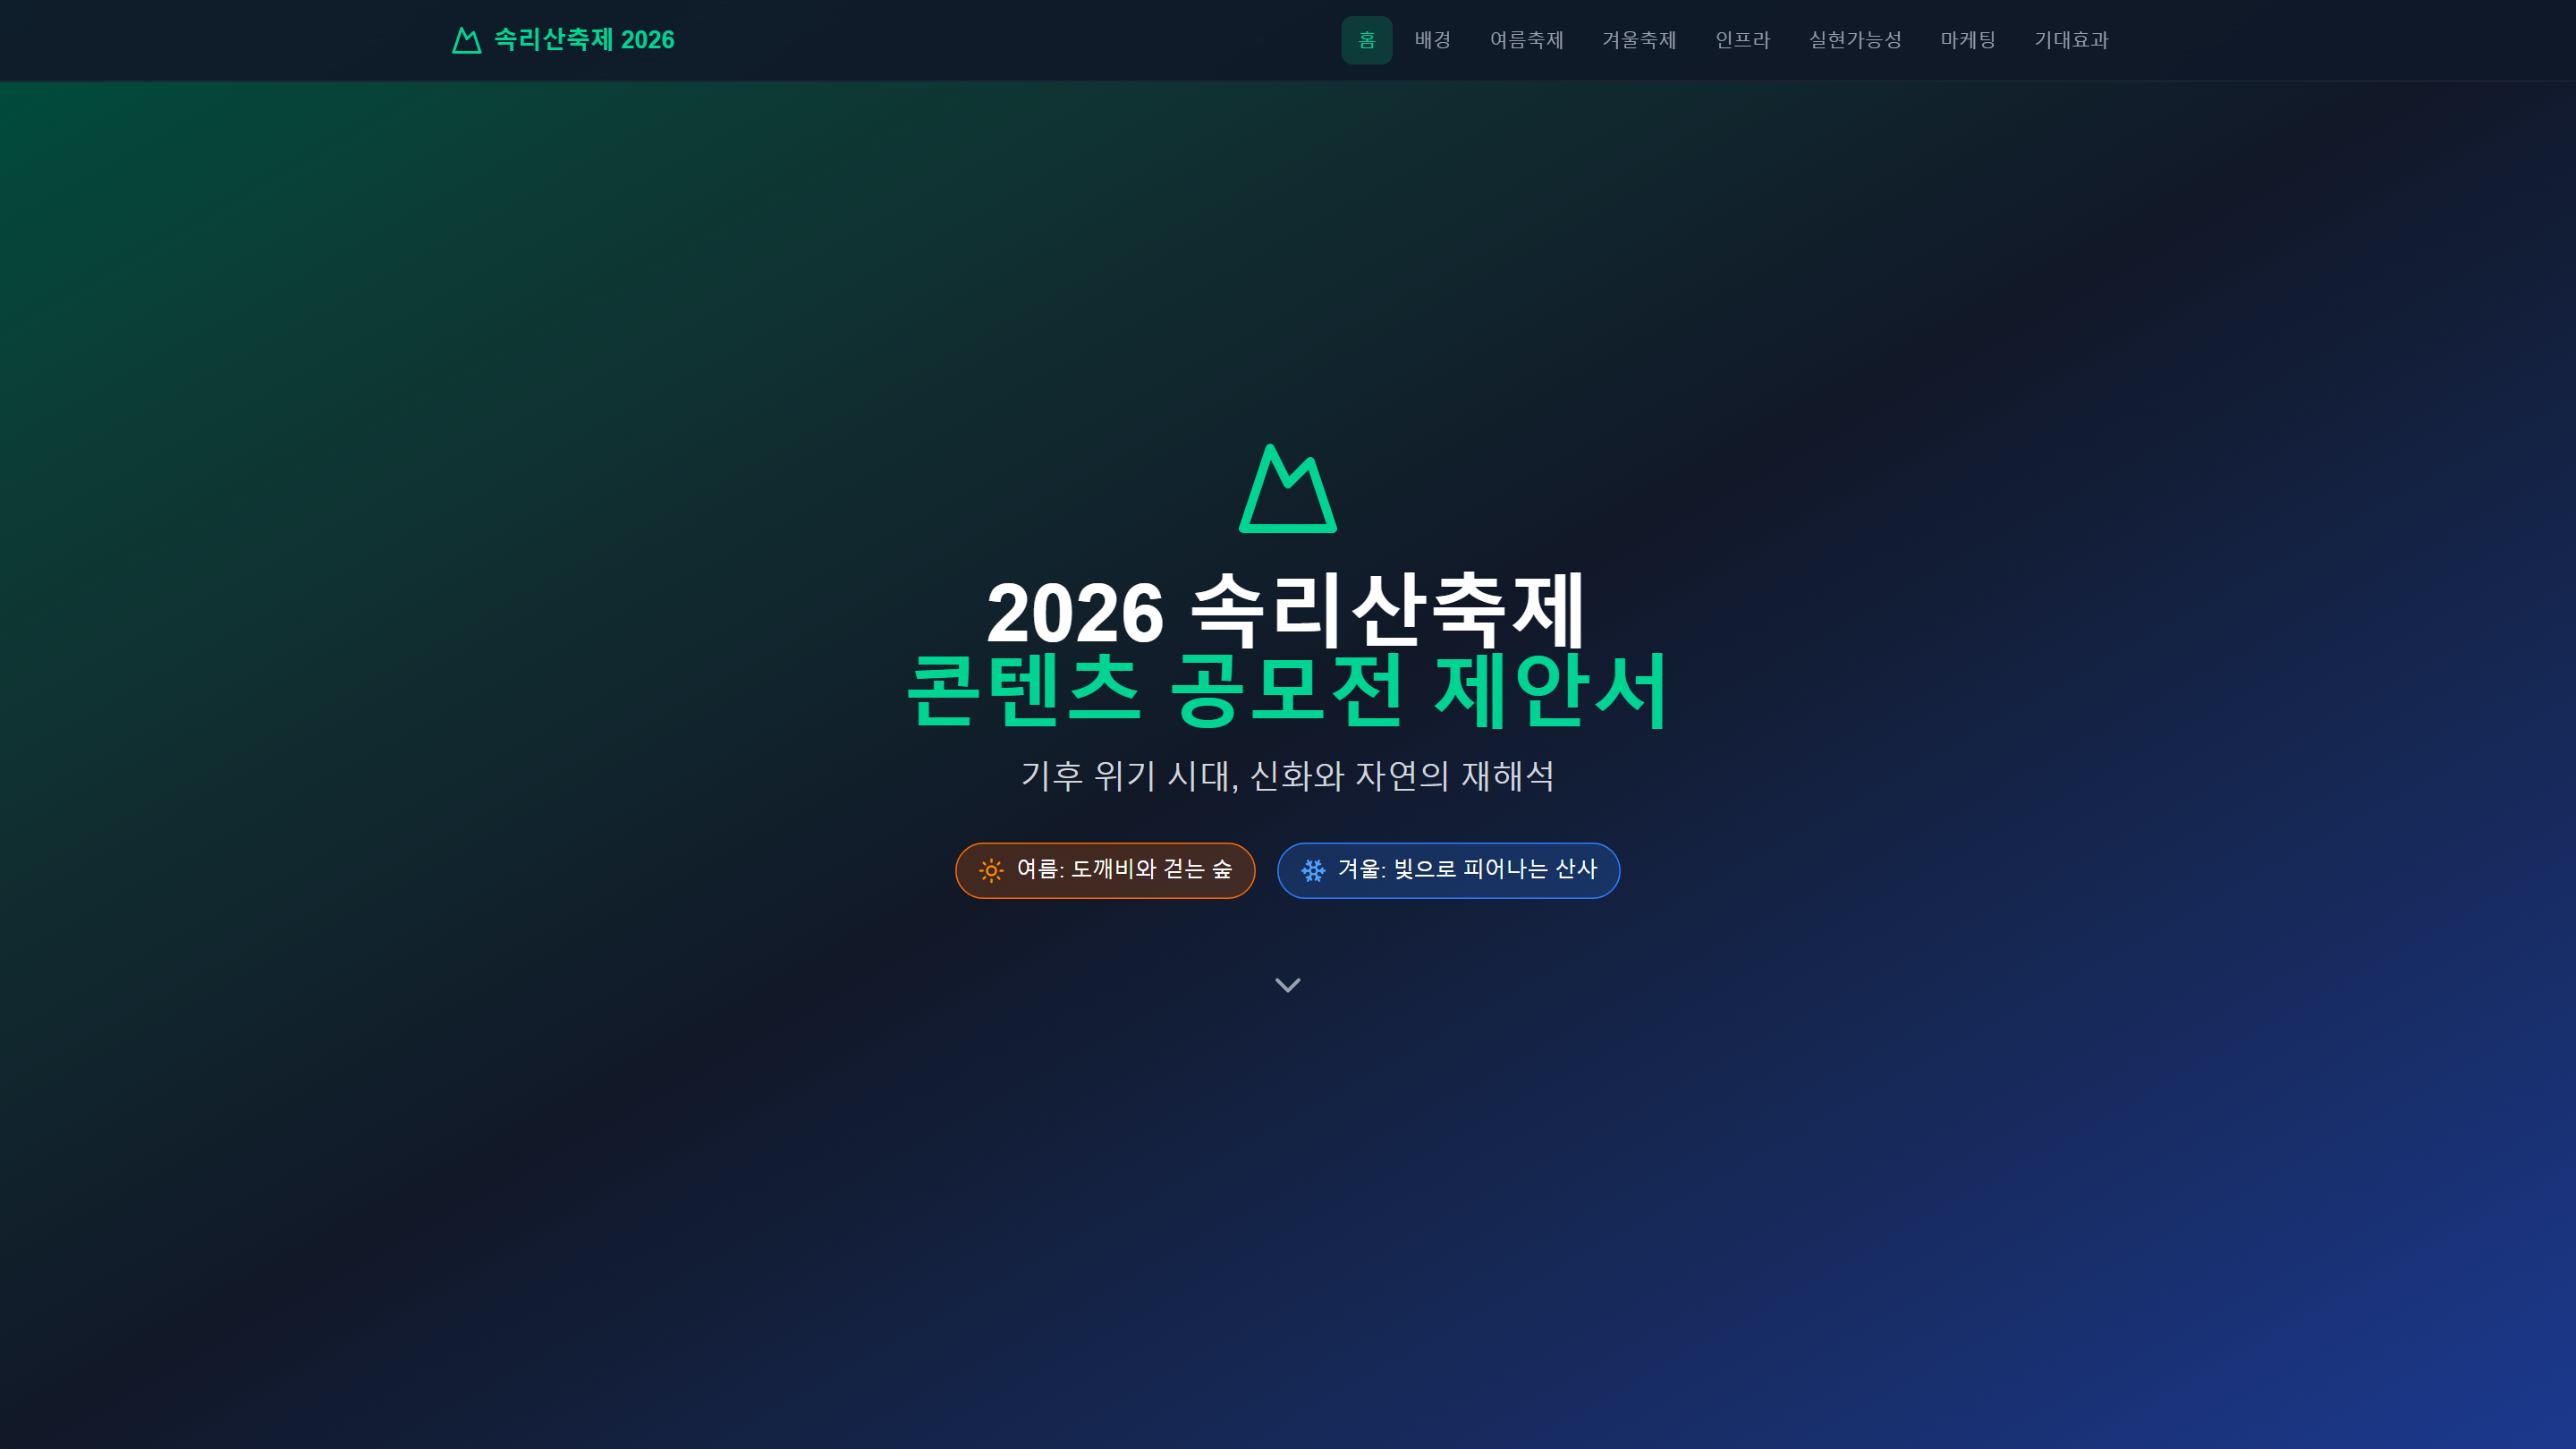 속리산축제 2026
홈
배경
여름축제
겨울축제
인프라
실현가능성
마케팅
기대효과
2026 속리산축제
콘텐츠 공모전 제안서
기후 위기 시대, 신화와 자연의 재해석
여름: 도깨비와 걷는 숲
겨울: 빛으로 피어나는 산사